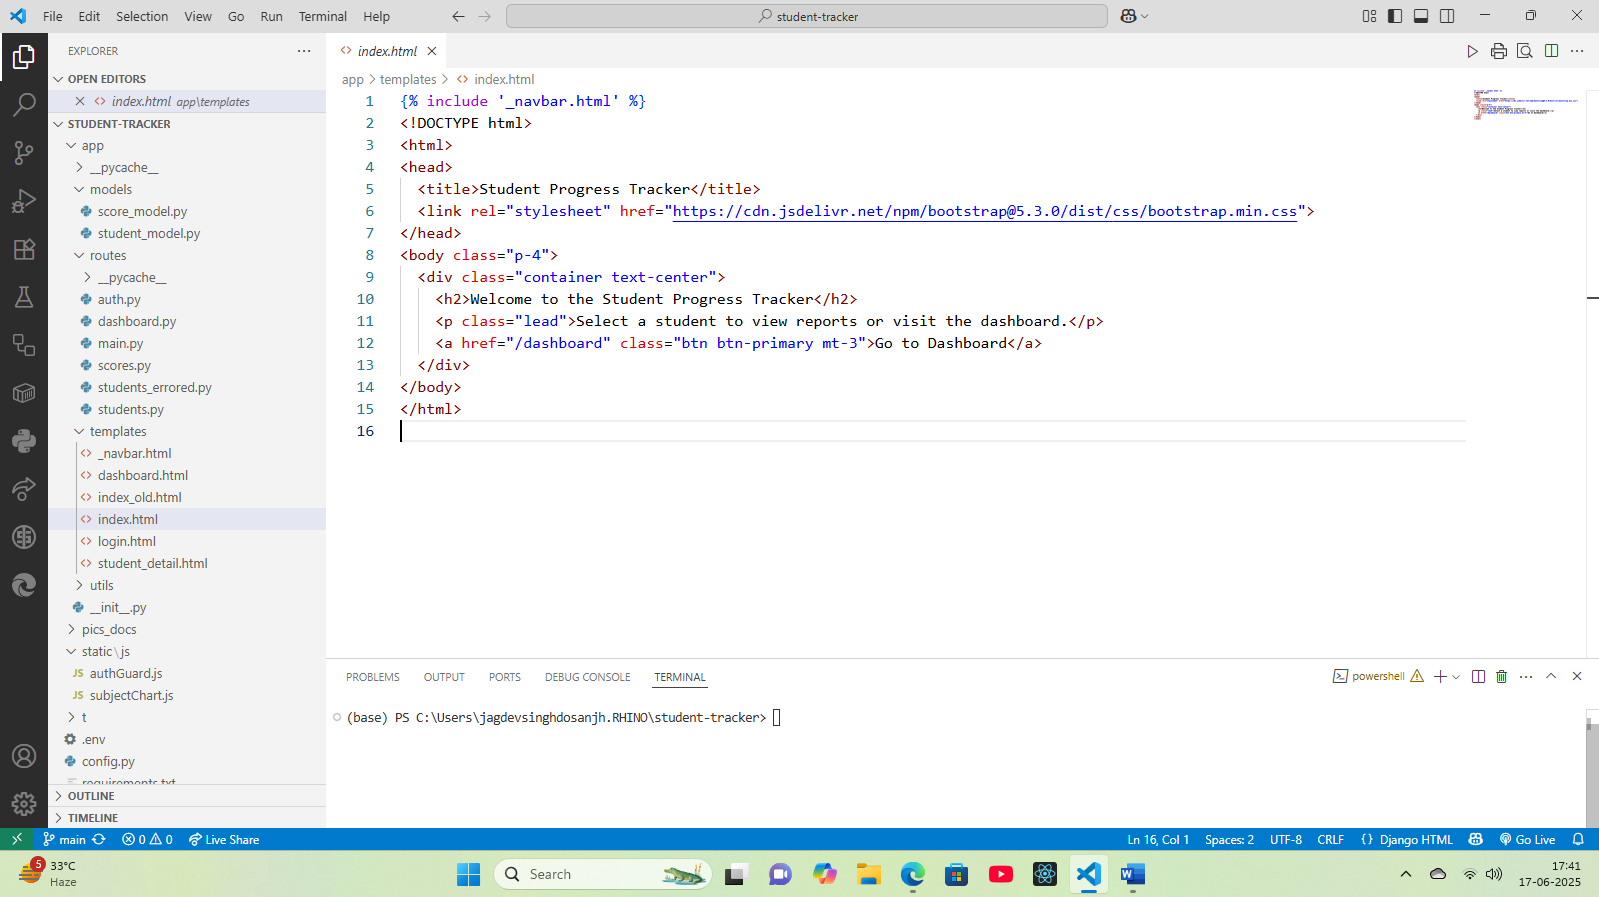 File Edit Selection View Go Run Terminal Help
student-tracker
EXPLORER
OPEN EDITORS
index.html app\templates
STUDENT-TRACKER
app
__pycache__
models
score_model.py
student_model.py
routes
__pycache__
auth.py
dashboard.py
main.py
scores.py
students_errored.py
students.py
templates
_navbar.html
dashboard.html
index_old.html
index.html
login.html
student_detail.html
utils
__init__.py
pics_docs
static\js
JS authGuard.js
JS subjectChart.js
t
.env
config.py
requirements.txt
OUTLINE
TIMELINE
index.html
app > templates > index.html
1 {% include '_navbar.html' %}
2 <!DOCTYPE html>
3 <html>
4 <head>
5 <title>Student Progress Tracker</title>
6 <link rel="stylesheet" href="https://cdn.jsdelivr.net/npm/bootstrap@5.3.0/dist/css/bootstrap.min.css">
7 </head>
8 <body class="p-4">
9 <div class="container text-center">
10 <h2>Welcome to the Student Progress Tracker</h2>
11 <p class="lead">Select a student to view reports or visit the dashboard.</p>
12 <a href="/dashboard" class="btn btn-primary mt-3">Go to Dashboard</a>
13 </div>
14 </body>
15 </html>
16
PROBLEMS OUTPUT PORTS DEBUG CONSOLE TERMINAL
powershell
(base) PS C:\Users\jagdevsinghdosanjh.RHINO\student-tracker>
main 0 0 Live Share
Ln 16, Col 1 Spaces: 2 UTF-8 CRLF {} Django HTML Go Live
5
33°C
Haze
Search
17:41
17-06-2025